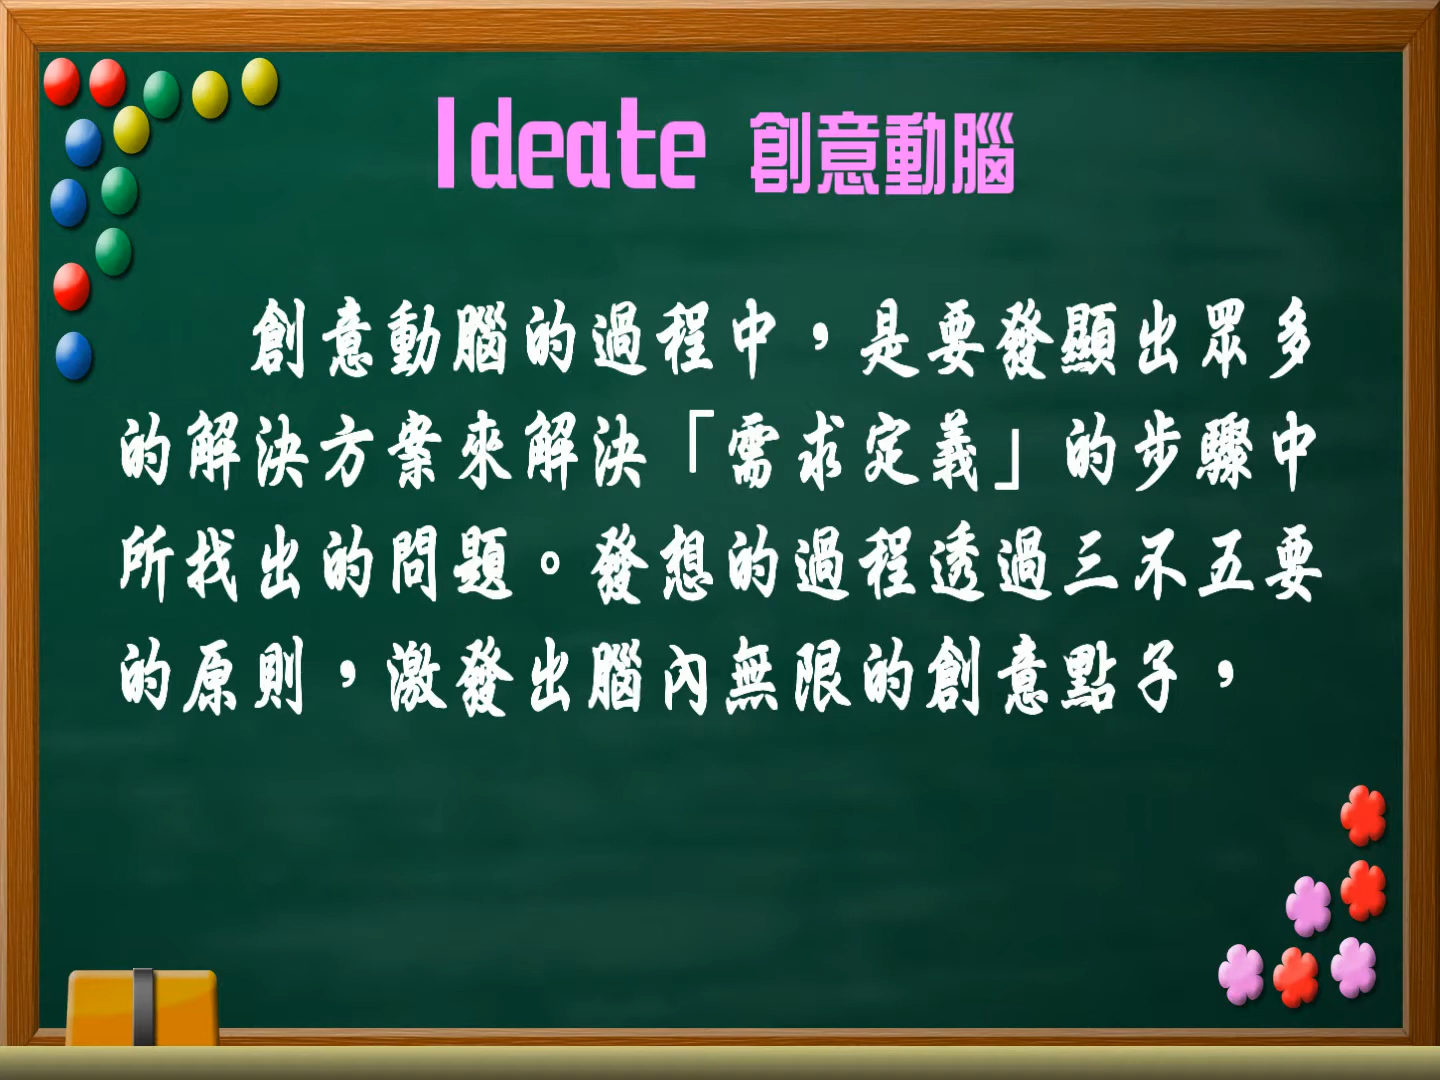 Ideate 創意動腦
創意動腦的過程中，是要發顯出眾多
的解決方案來解決「需求定義」的步驟中
所找出的問題。發想的過程透過三不五要
的原則，激發出腦內無限的創意點子，